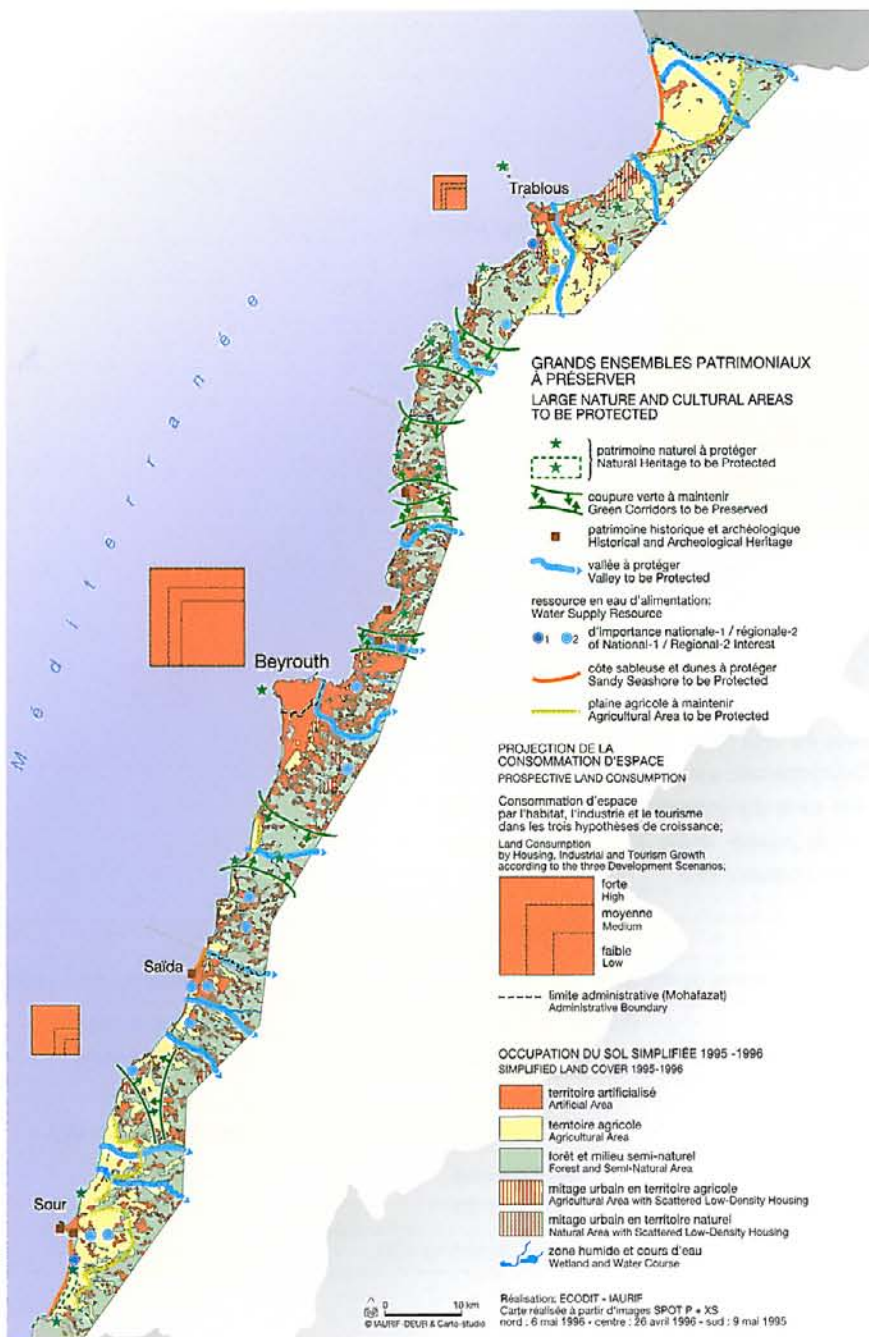 Trablous
Méditerranée
Beyrouth
Saïda
Sour
GRANDS ENSEMBLES PATRIMONIAUX
À PRÉSERVER
LARGE NATURE AND CULTURAL AREAS
TO BE PROTECTED
patrimoine naturel à protéger
Natural Heritage to be Protected
coupure verte à maintenir
Green Corridors to be Preserved
patrimoine historique et archéologique
Historical and Archeological Heritage
vallée à protéger
Valley to be Protected
ressource en eau d'alimentation:
Water Supply Resource
1 2 d'importance nationale-1 / régionale-2
of National-1 / Regional-2 Interest
côte sableuse et dunes à protéger
Sandy Seashore to be Protected
plaine agricole à maintenir
Agricultural Area to be Protected
PROJECTION DE LA
CONSOMMATION D'ESPACE
PROSPECTIVE LAND CONSUMPTION
Consommation d'espace
par l'habitat, l'industrie et le tourisme
dans les trois hypothèses de croissance;
Land Consumption
by Housing, Industrial and Tourism Growth
according to the three Development Scenarios;
forte
High
moyenne
Medium
faible
Low
limite administrative (Mohafazat)
Administrative Boundary
OCCUPATION DU SOL SIMPLIFIÉE 1995 -1996
SIMPLIFIED LAND COVER 1995-1996
territoire artificialisé
Artificial Area
territoire agricole
Agricultural Area
forêt et milieu semi-naturel
Forest and Semi-Natural Area
mitage urbain en territoire agricole
Agricultural Area with Scattered Low-Density Housing
mitage urbain en territoire naturel
Natural Area with Scattered Low-Density Housing
zone humide et cours d'eau
Wetland and Water Course
0 10 km
© IAURIF-DEUR & Carto-studio
Réalisation: ECODIT - IAURIF
Carte réalisée à partir d'images SPOT P + XS
nord : 6 mai 1996 - centre : 26 avril 1996 - sud : 9 mai 1995